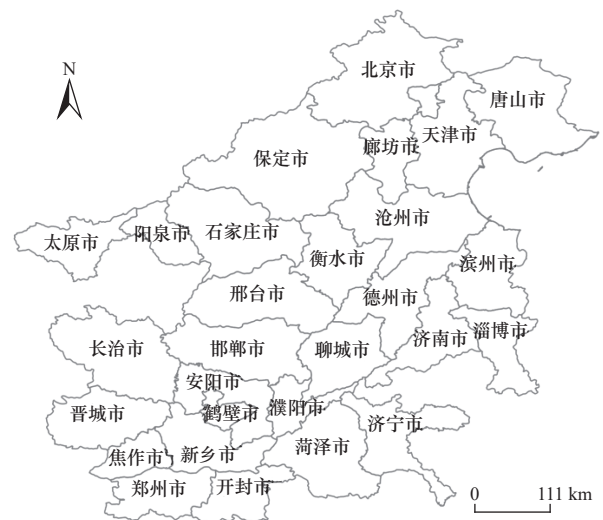 北京市
N
唐山市
天津市
廊坊市
保定市
沧州市
石家庄市
阳泉市
太原市
衡水市
滨州市
邢台市
德州市
淄博市
济南市
长治市
邯郸市
聊城市
安阳市
濮阳市
鹤壁市
晋城市
济宁市
菏泽市
新乡市
焦作市
郑州市
开封市
0 111 km